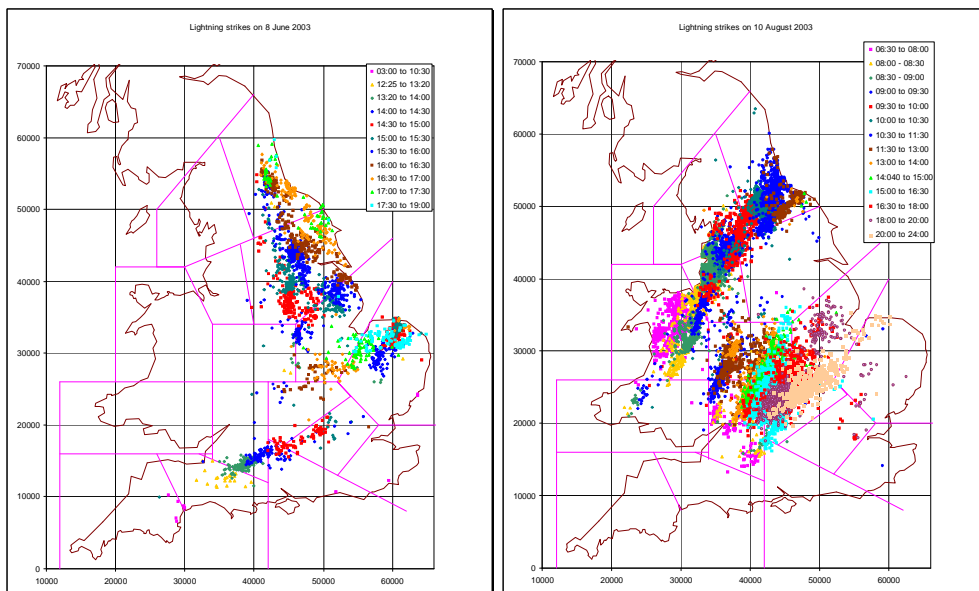 Lightning strikes on 8 June 2003
70000
60000
50000
40000
30000
20000
10000
0
10000 20000 30000 40000 50000 60000
03:00 to 10:30
12:25 to 13:20
13:20 to 14:00
14:00 to 14:30
14:30 to 15:00
15:00 to 15:30
15:30 to 16:00
16:00 to 16:30
16:30 to 17:00
17:00 to 17:30
17:30 to 19:00
Lightning strikes on 10 August 2003
70000
60000
50000
40000
30000
20000
10000
0
10000 20000 30000 40000 50000 60000
06:30 to 08:00
08:00 - 08:30
08:30 - 09:00
09:00 to 09:30
09:30 to 10:00
10:00 to 10:30
10:30 to 11:30
11:30 to 13:00
13:00 to 14:00
14:040 to 15:00
15:00 to 16:30
16:30 to 18:00
18:00 to 20:00
20:00 to 24:00